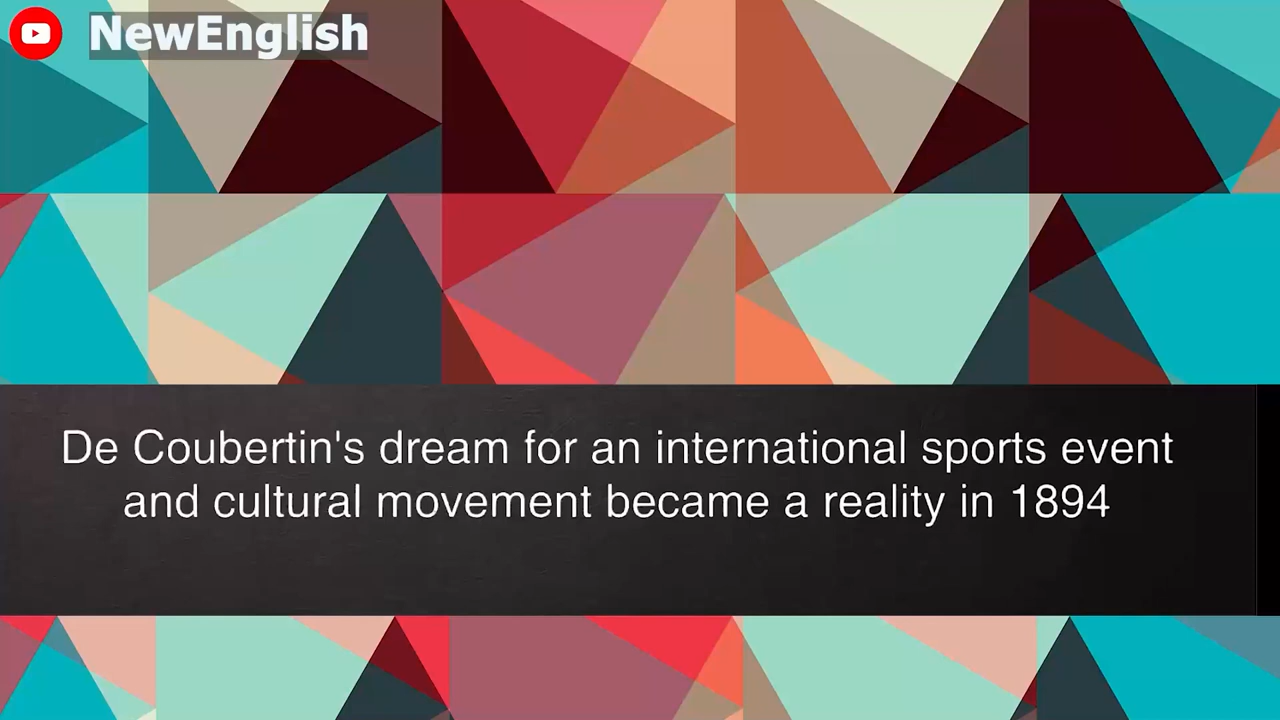 NewEnglish
De Coubertin's dream for an international sports event
and cultural movement became a reality in 1894